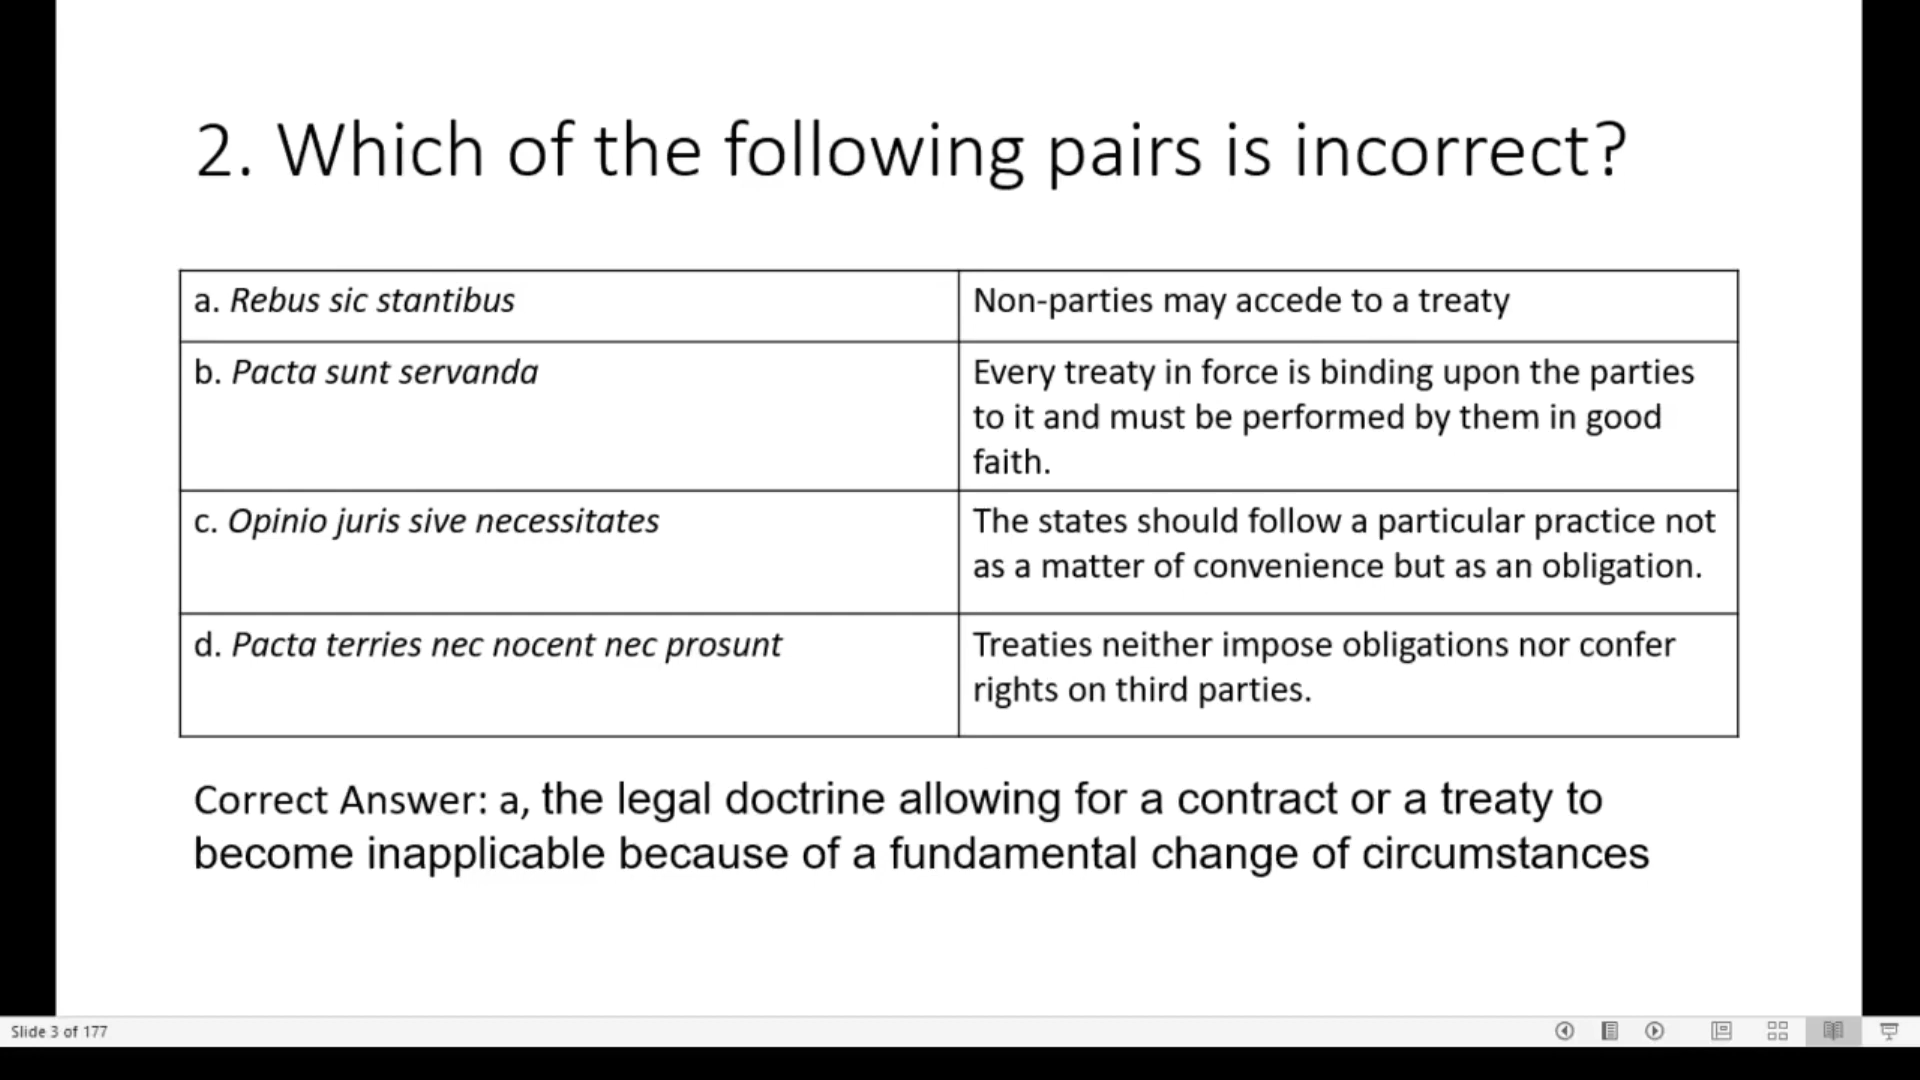 2. Which of the following pairs is incorrect?
a. Rebus sic stantibus
Non-parties may accede to a treaty
b. Pacta sunt servanda
Every treaty in force is binding upon the parties
to it and must be performed by them in good
faith.
c. Opinio juris sive necessitates
The states should follow a particular practice not
as a matter of convenience but as an obligation.
d. Pacta terries nec nocent nec prosunt
Treaties neither impose obligations nor confer
rights on third parties.
Correct Answer: a, the legal doctrine allowing for a contract or a treaty to
become inapplicable because of a fundamental change of circumstances
Slide 3 of 177